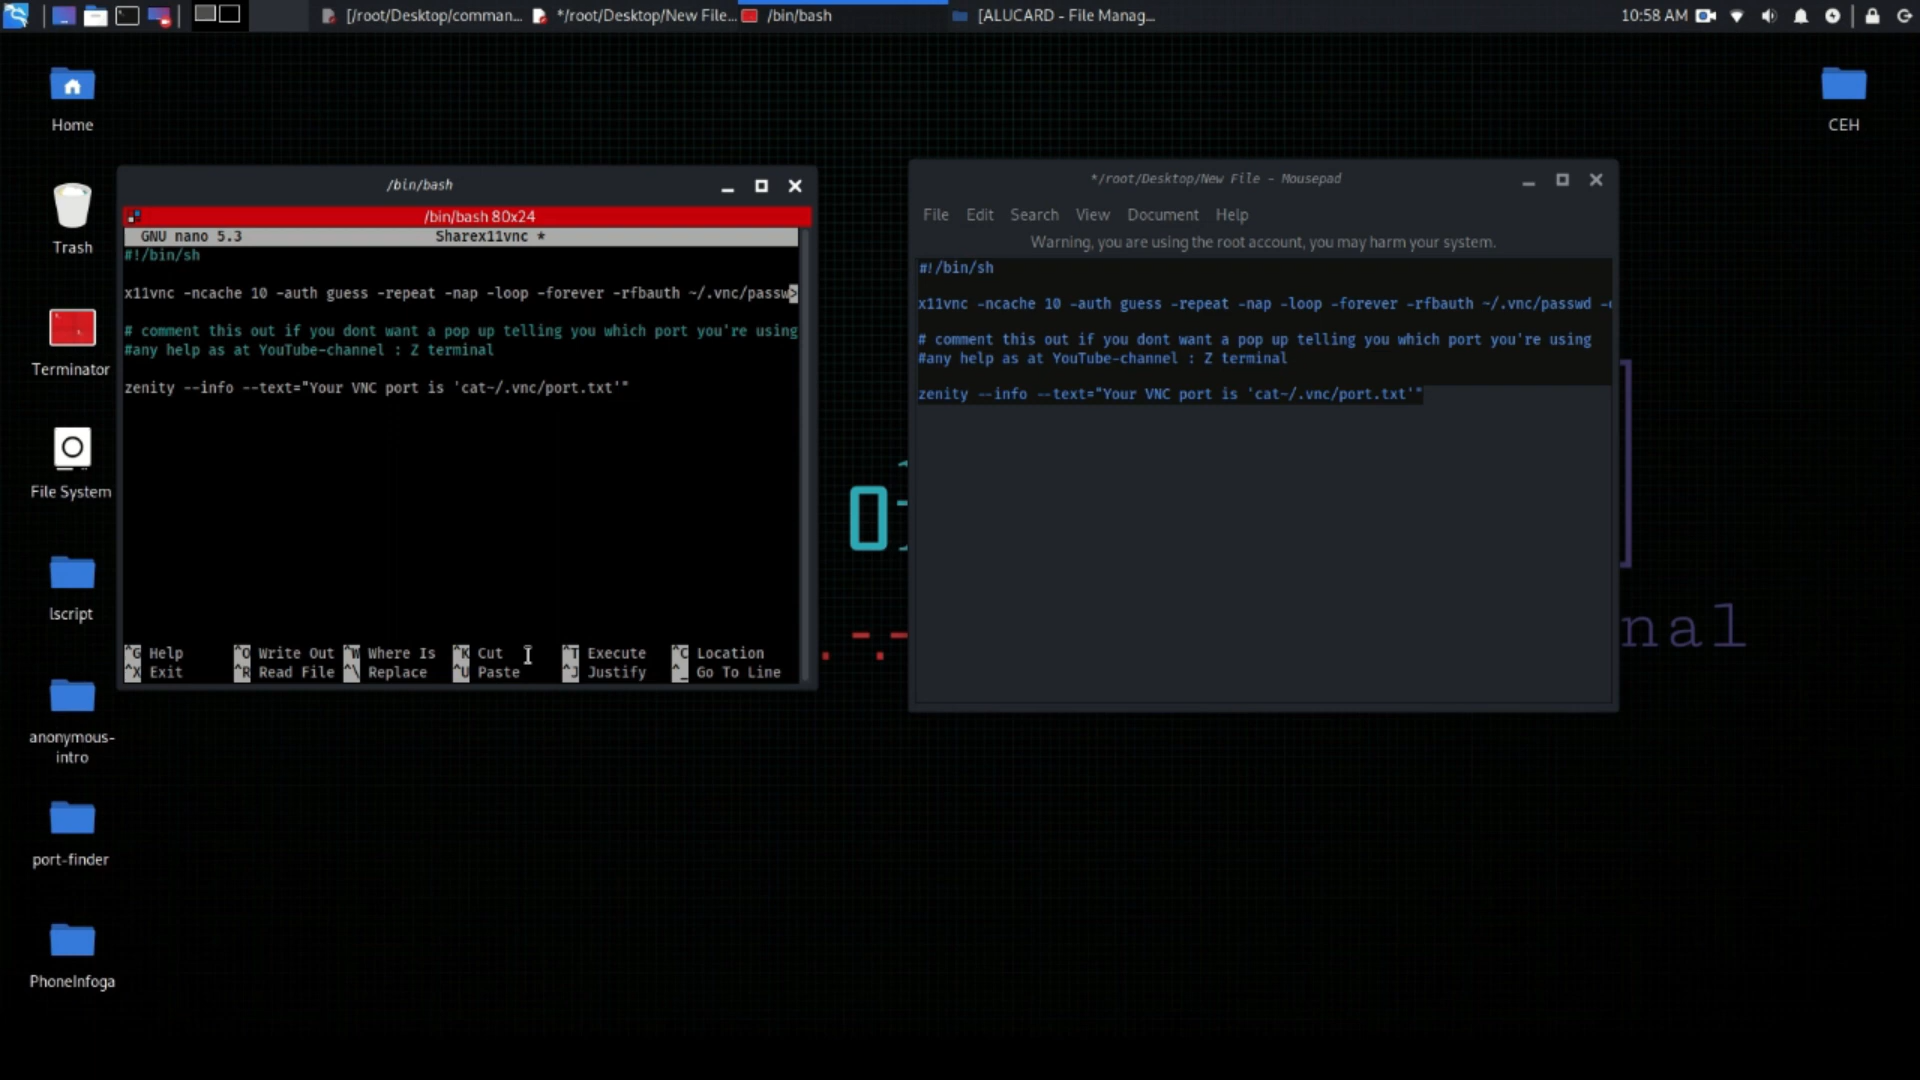 [/root/Desktop/comman...
*/root/Desktop/New File...
/bin/bash
[ALUCARD - File Manag...
10:58 AM
Home
Trash
Terminator
File System
lscript
anonymous-
intro
port-finder
PhoneInfoga
CEH
/bin/bash
/bin/bash 80x24
GNU nano 5.3 Sharex11vnc *
#!/bin/sh
x11vnc -ncache 10 -auth guess -repeat -nap -loop -forever -rfbauth ~/.vnc/passw>
# comment this out if you dont want a pop up telling you which port you're using
#any help as at YouTube-channel : Z terminal
zenity --info --text="Your VNC port is 'cat~/.vnc/port.txt'"
^G Help ^O Write Out ^W Where Is ^K Cut ^T Execute ^C Location
^X Exit ^R Read File ^\ Replace ^U Paste ^J Justify ^_ Go To Line
*/root/Desktop/New File - Mousepad
File Edit Search View Document Help
Warning, you are using the root account, you may harm your system.
#!/bin/sh
x11vnc -ncache 10 -auth guess -repeat -nap -loop -forever -rfbauth ~/.vnc/passwd
# comment this out if you dont want a pop up telling you which port you're using
#any help as at YouTube-channel : Z terminal
zenity --info --text="Your VNC port is 'cat~/.vnc/port.txt'"
nal